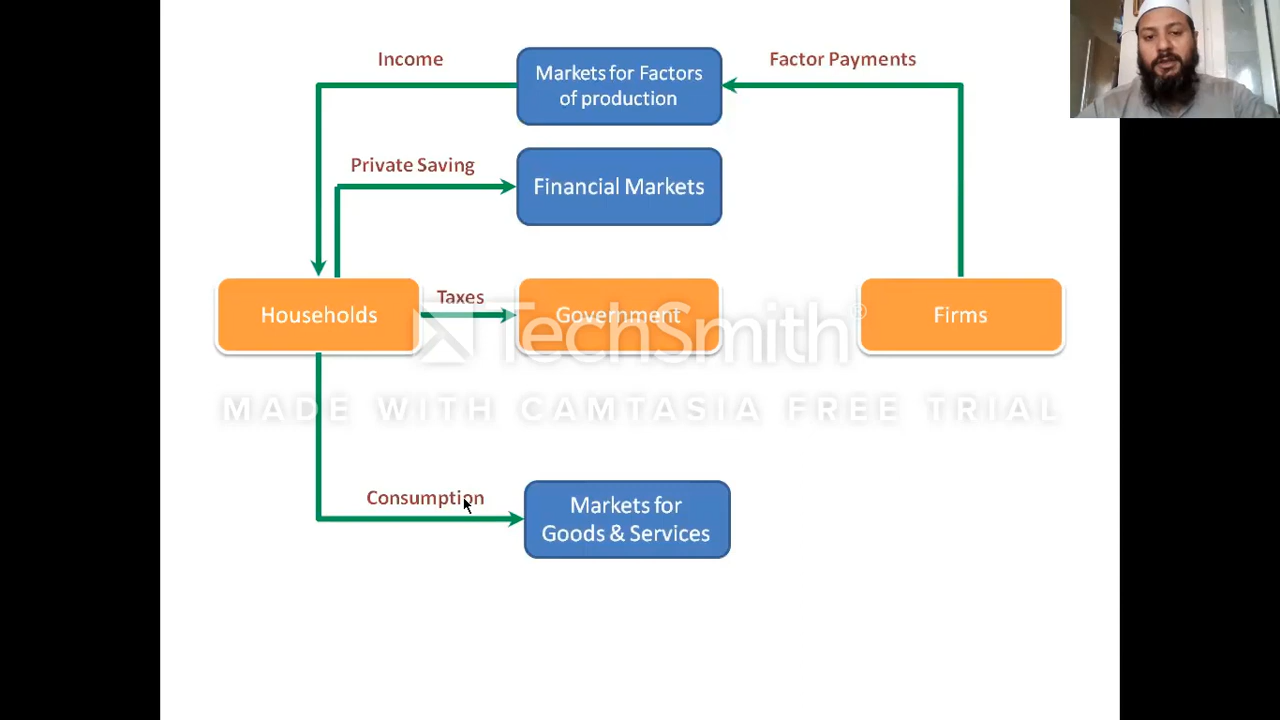 Income
Markets for Factors
of production
Factor Payments
Private Saving
Financial Markets
Households
Taxes
Government
Firms
TechSmith®
MADE WITH CAMTASIA FREE TRIAL
Consumption
Markets for
Goods & Services